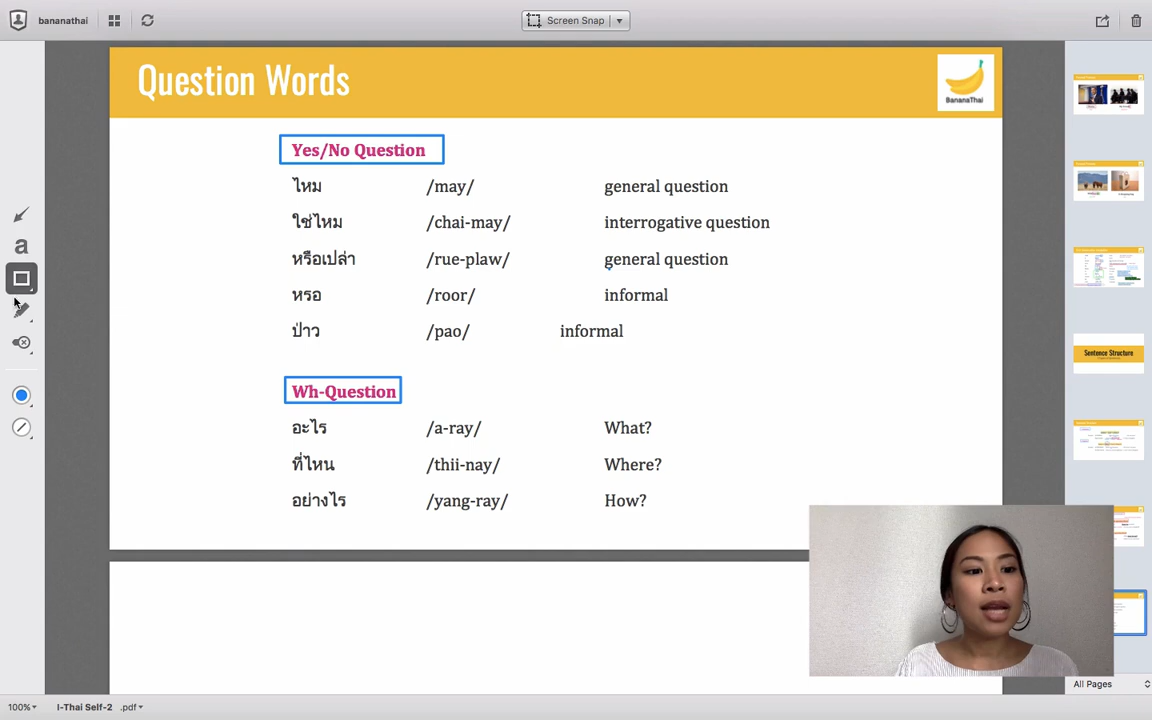 bananathai
Screen Snap
Question Words
BananaThai
Yes/No Question
ไหม /may/ general question
ใช่ไหม /chai-may/ interrogative question
หรือเปล่า /rue-plaw/ general question
หรอ /roor/ informal
ป่าว /pao/ informal
Wh-Question
อะไร /a-ray/ What?
ที่ไหน /thii-nay/ Where?
อย่างไร /yang-ray/ How?
a
Sentence Structure
All Pages
100% I-Thai Self-2 .pdf